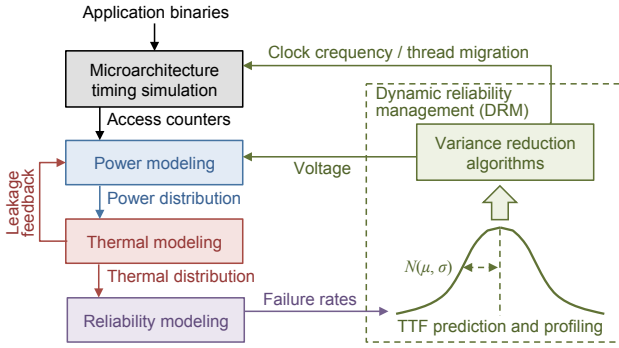 Application binaries
Microarchitecture
timing simulation
Clock crequency / thread migration
Dynamic reliability
management (DRM)
Access counters
Power modeling
Voltage
Variance reduction
algorithms
Leakage
feedback
Power distribution
Thermal modeling
Thermal distribution
N(μ, σ)
Reliability modeling
Failure rates
TTF prediction and profiling